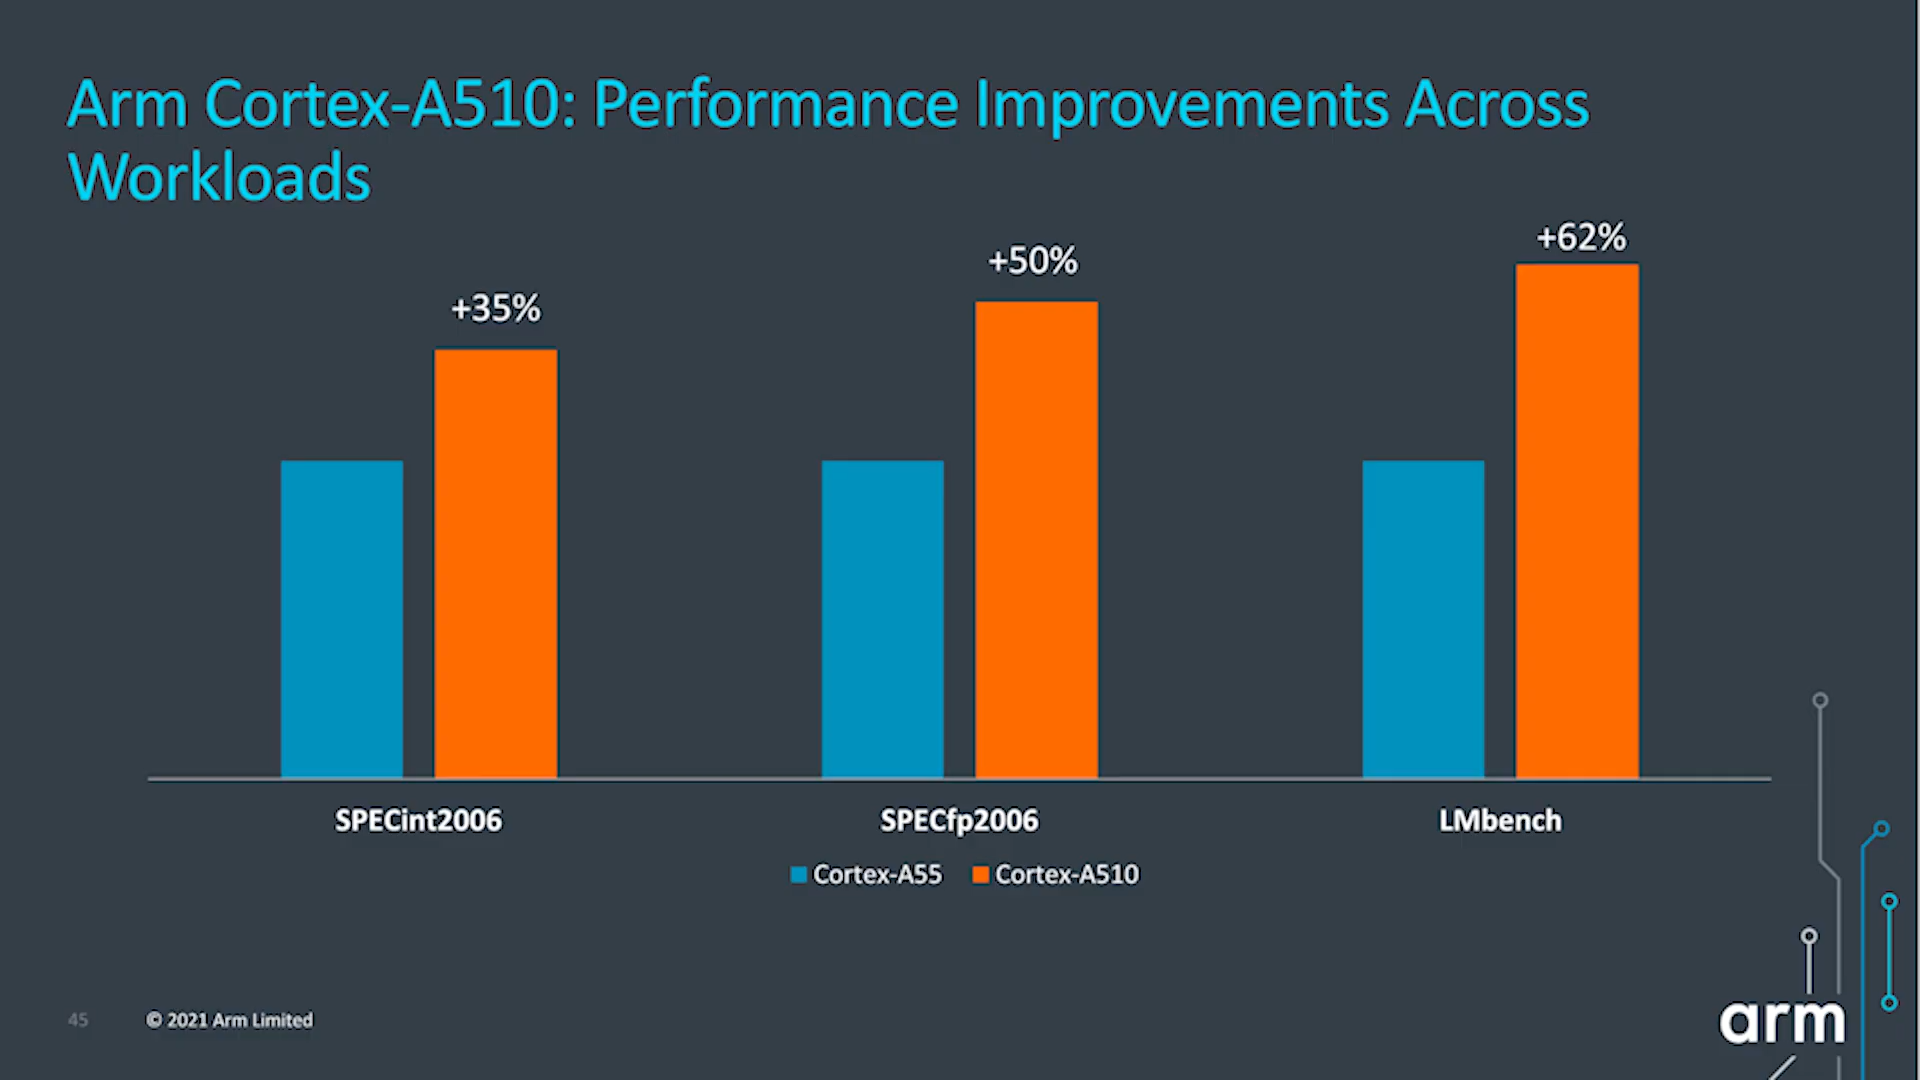 Arm Cortex-A510: Performance Improvements Across
Workloads
+35%
+50%
+62%
SPECint2006
SPECfp2006
LMbench
Cortex-A55
Cortex-A510
45
© 2021 Arm Limited
arm